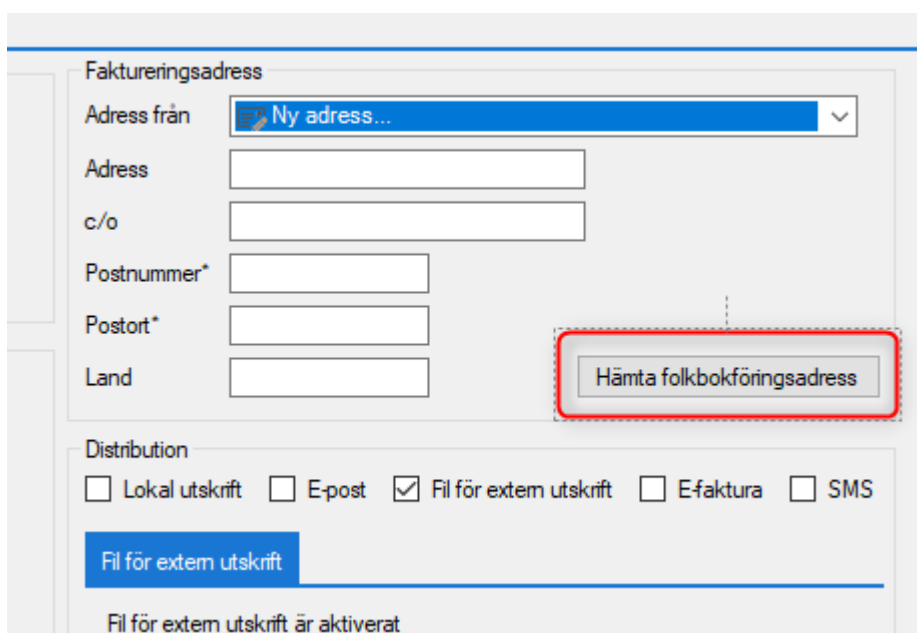 Faktureringsadress
Adress från Ny adress...
Adress
c/o
Postnummer*
Postort*
Land Hämta folkbokföringsadress
Distribution
Lokal utskrift E-post Fil för extern utskrift E-faktura SMS
Fil för extern utskrift
Fil för extern utskrift är aktiverat